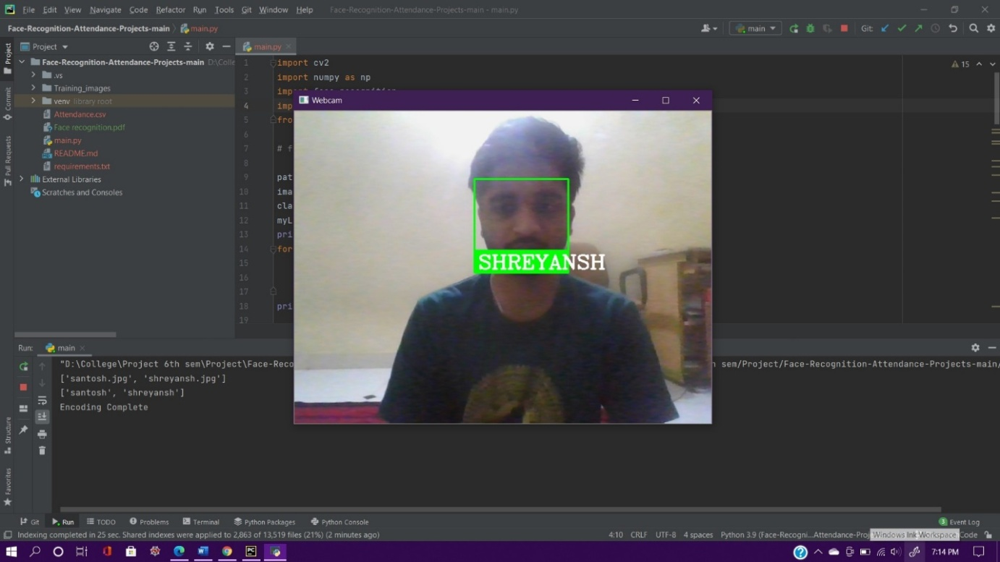 File Edit View Navigate Code Refactor Run Tools Git Window Help Face-Recognition-Attendance-Projects-main - main.py
Face-Recognition-Attendance-Projects-main main.py
main Git:
Project
main.py
Face-Recognition-Attendance-Projects-main D:\Colle
.vs
Training_images
venv library root
Attendance.csv
Face recognition.pdf
main.py
README.md
requirements.txt
External Libraries
Scratches and Consoles
Project
Commit
Pull Requests
Structure
Favorites
1 import cv2
2 import numpy as np
3
4 imp
5 fro
6
7 # f
8
9 pat
10 ima
11 cla
12 myL
13 pri
14 for
15
16
17
18 pri
19
15
Webcam
SHREYANSH
Run: main
"D:\College\Project 6th sem\Project\Face-Reco
sem/Project/Face-Recognition-Attendance-Projects-main/
['santosh.jpg', 'shreyansh.jpg']
['santosh', 'shreyansh']
Encoding Complete
Git Run TODO Problems Terminal Python Packages Python Console 3 Event Log
Indexing completed in 25 sec. Shared indexes were applied to 2,863 of 13,519 files (21%) (2 minutes ago) 4:10 CRLF UTF-8 4 spaces Python 3.9 (Face-Recogni...Attendance-Proj Windows Ink Workspace Code
7:14 PM